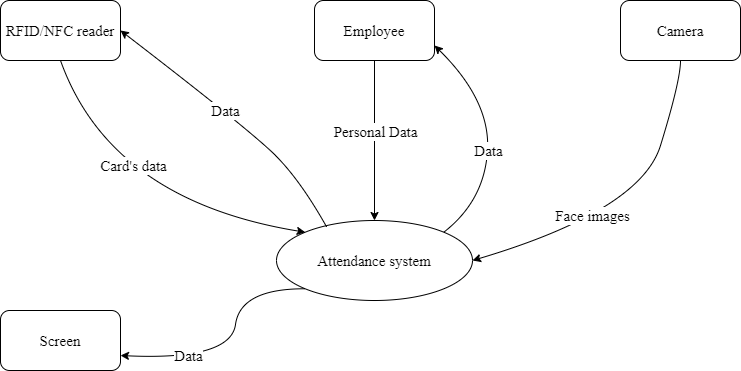 RFID/NFC reader
Employee
Camera
Data
Personal Data
Data
Card's data
Face images
Attendance system
Screen
Data